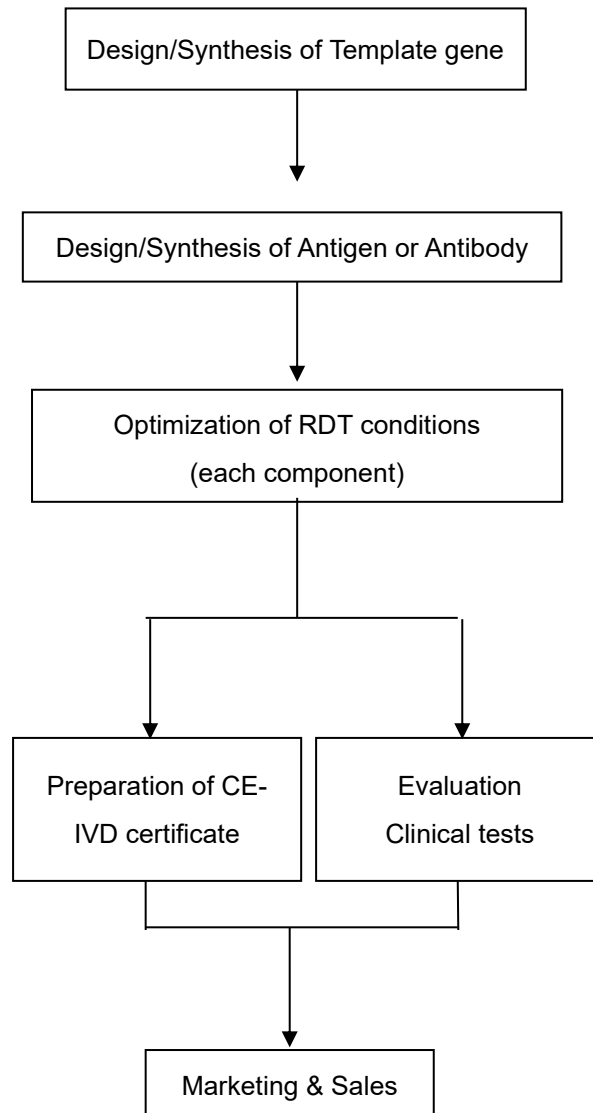 Design/Synthesis of Template gene
Design/Synthesis of Antigen or Antibody
Optimization of RDT conditions
(each component)
Preparation of CE-
IVD certificate
Evaluation
Clinical tests
Marketing & Sales